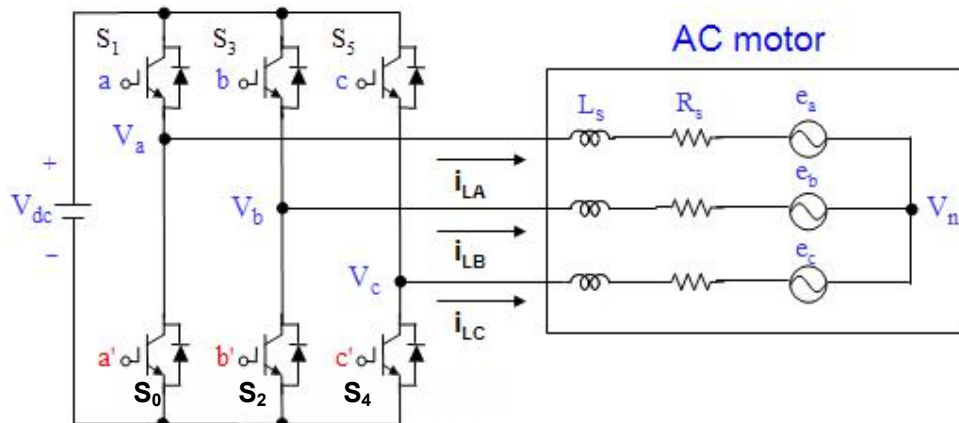 AC motor
S1 S3 S5
a b c
Ls Rs ea
Va
+
Vdc
−
iLA
eb
Vb
Vn
iLB
ec
Vc
iLC
a' b' c'
S0 S2 S4